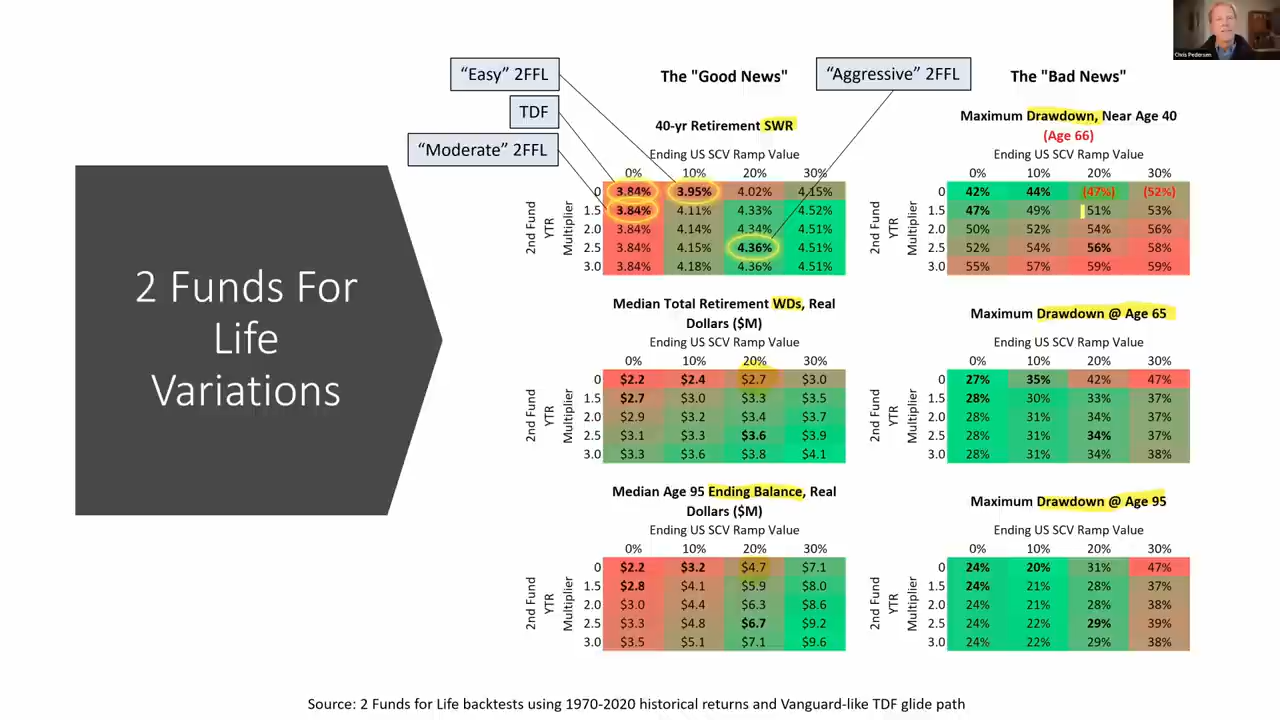 Chris Pedersen
"Easy" 2FFL
TDF
"Moderate" 2FFL
"Aggressive" 2FFL
2 Funds For
Life
Variations
The "Good News"
40-yr Retirement SWR
Ending US SCV Ramp Value
0% 10% 20% 30%
2nd Fund
YTR
Multiplier
0 3.84% 3.95% 4.02% 4.15%
1.5 3.84% 4.11% 4.33% 4.52%
2.0 3.84% 4.14% 4.34% 4.51%
2.5 3.84% 4.15% 4.36% 4.51%
3.0 3.84% 4.18% 4.36% 4.51%
Median Total Retirement WDs, Real
Dollars ($M)
Ending US SCV Ramp Value
0% 10% 20% 30%
2nd Fund
YTR
Multiplier
0 $2.2 $2.4 $2.7 $3.0
1.5 $2.7 $3.0 $3.3 $3.5
2.0 $2.9 $3.2 $3.4 $3.7
2.5 $3.1 $3.3 $3.6 $3.9
3.0 $3.3 $3.6 $3.8 $4.1
Median Age 95 Ending Balance, Real
Dollars ($M)
Ending US SCV Ramp Value
0% 10% 20% 30%
2nd Fund
YTR
Multiplier
0 $2.2 $3.2 $4.7 $7.1
1.5 $2.8 $4.1 $5.9 $8.0
2.0 $3.0 $4.4 $6.3 $8.6
2.5 $3.3 $4.8 $6.7 $9.2
3.0 $3.5 $5.1 $7.1 $9.6
The "Bad News"
Maximum Drawdown, Near Age 40
(Age 66)
Ending US SCV Ramp Value
0% 10% 20% 30%
2nd Fund
YTR
Multiplier
0 42% 44% (47%) (52%)
1.5 47% 49% 51% 53%
2.0 50% 52% 54% 56%
2.5 52% 54% 56% 58%
3.0 55% 57% 59% 59%
Maximum Drawdown @ Age 65
Ending US SCV Ramp Value
0% 10% 20% 30%
2nd Fund
YTR
Multiplier
0 27% 35% 42% 47%
1.5 28% 30% 33% 37%
2.0 28% 31% 34% 37%
2.5 28% 31% 34% 37%
3.0 28% 31% 34% 38%
Maximum Drawdown @ Age 95
Ending US SCV Ramp Value
0% 10% 20% 30%
2nd Fund
YTR
Multiplier
0 24% 20% 31% 47%
1.5 24% 21% 28% 37%
2.0 24% 21% 28% 38%
2.5 24% 22% 29% 39%
3.0 24% 22% 29% 38%
Source: 2 Funds for Life backtests using 1970-2020 historical returns and Vanguard-like TDF glide path